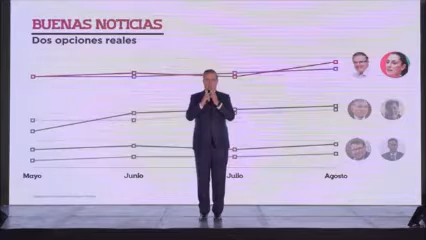 BUENAS NOTICIAS
Dos opciones reales
Mayo Junio Julio Agosto